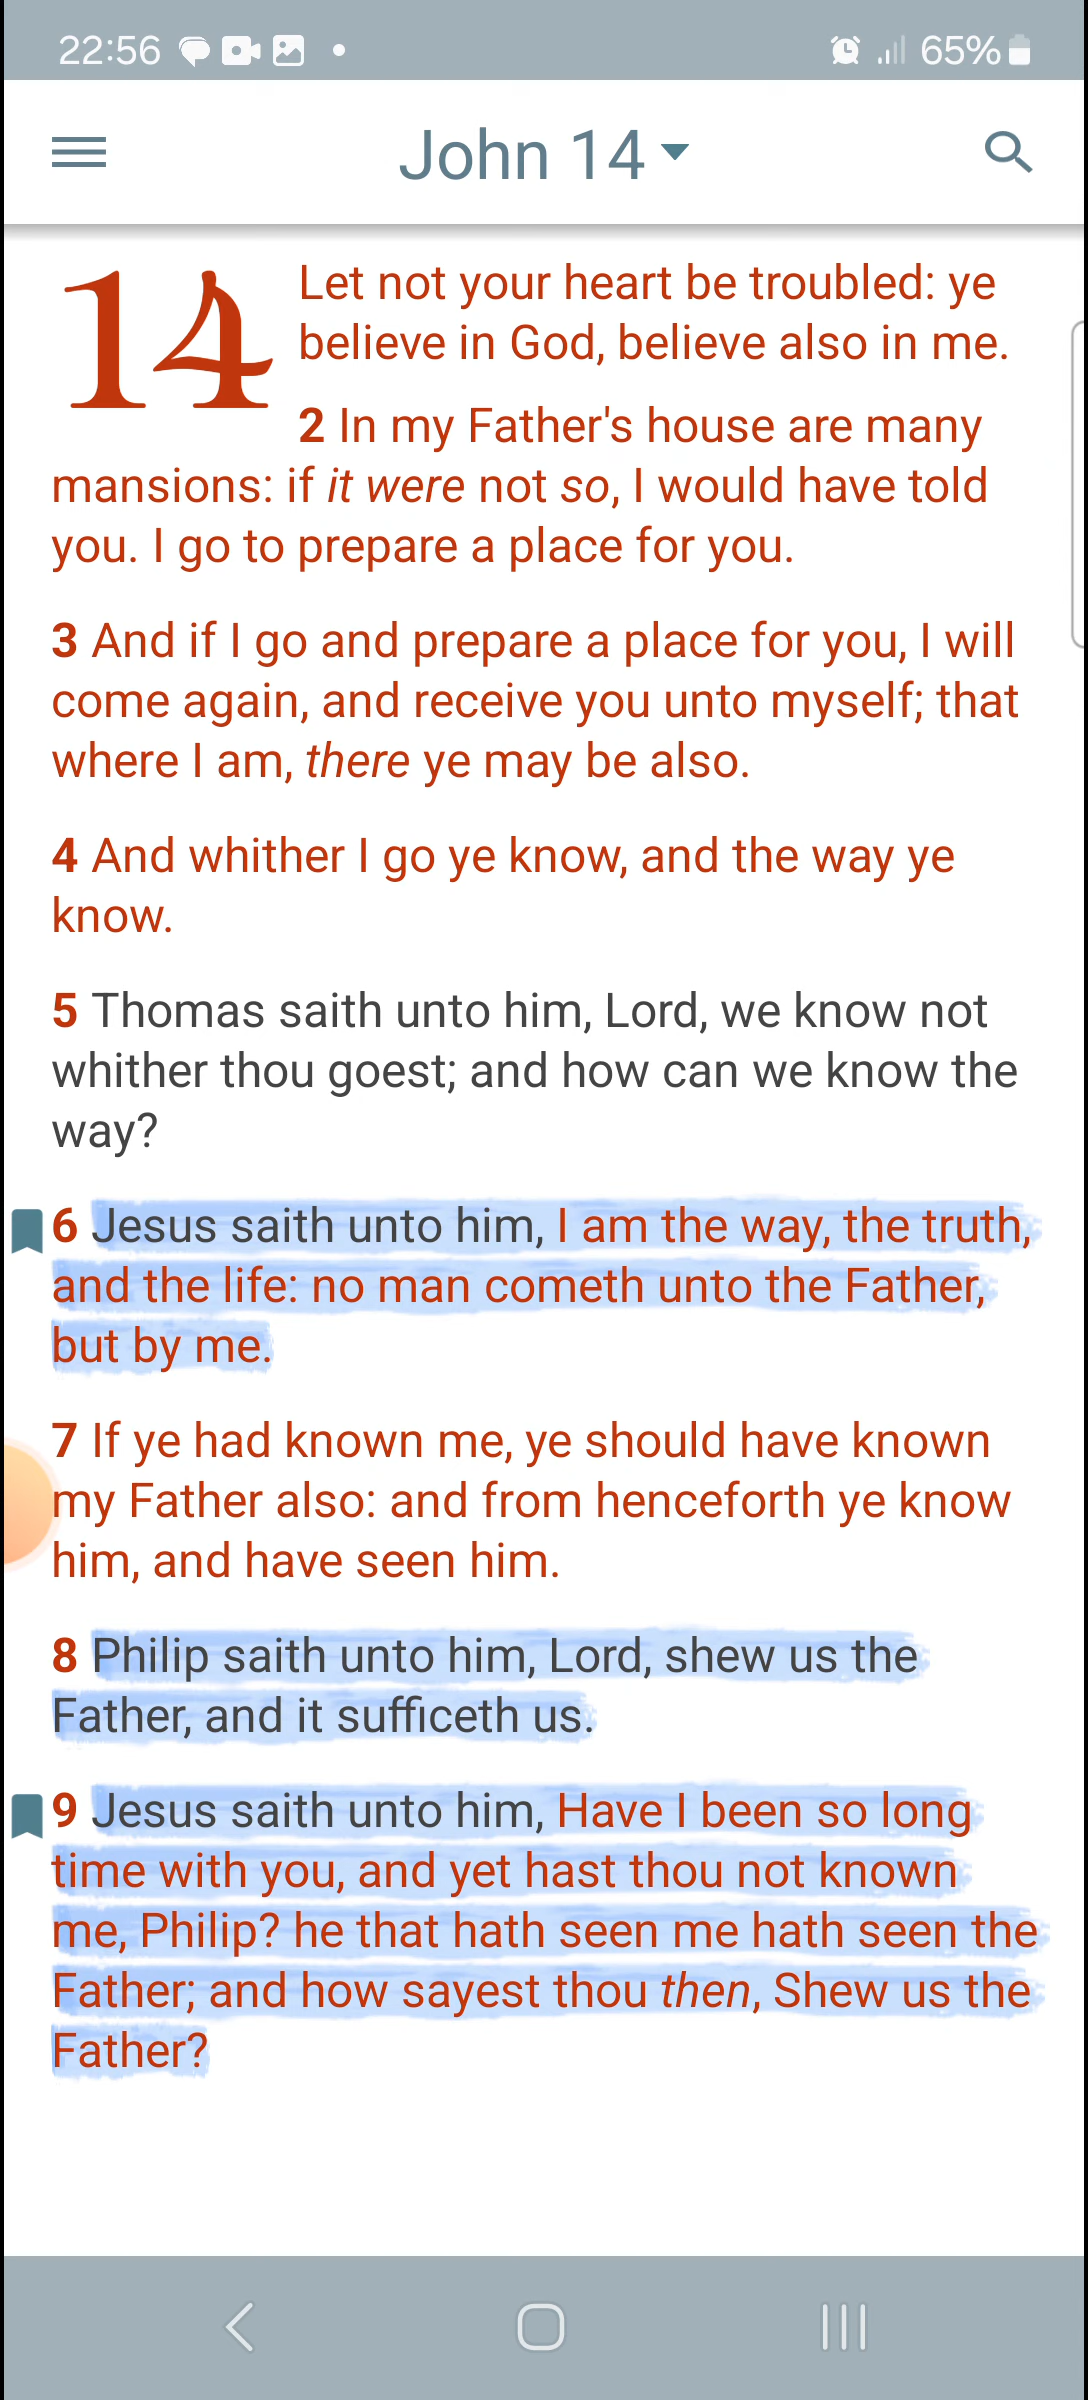 22:56
65%
John 14
14 Let not your heart be troubled: ye
believe in God, believe also in me.
2 In my Father's house are many
mansions: if it were not so, I would have told
you. I go to prepare a place for you.
3 And if I go and prepare a place for you, I will
come again, and receive you unto myself; that
where I am, there ye may be also.
4 And whither I go ye know, and the way ye
know.
5 Thomas saith unto him, Lord, we know not
whither thou goest; and how can we know the
way?
6 Jesus saith unto him, I am the way, the truth,
and the life: no man cometh unto the Father,
but by me.
7 If ye had known me, ye should have known
my Father also: and from henceforth ye know
him, and have seen him.
8 Philip saith unto him, Lord, shew us the
Father, and it sufficeth us.
9 Jesus saith unto him, Have I been so long
time with you, and yet hast thou not known
me, Philip? he that hath seen me hath seen the
Father; and how sayest thou then, Shew us the
Father?